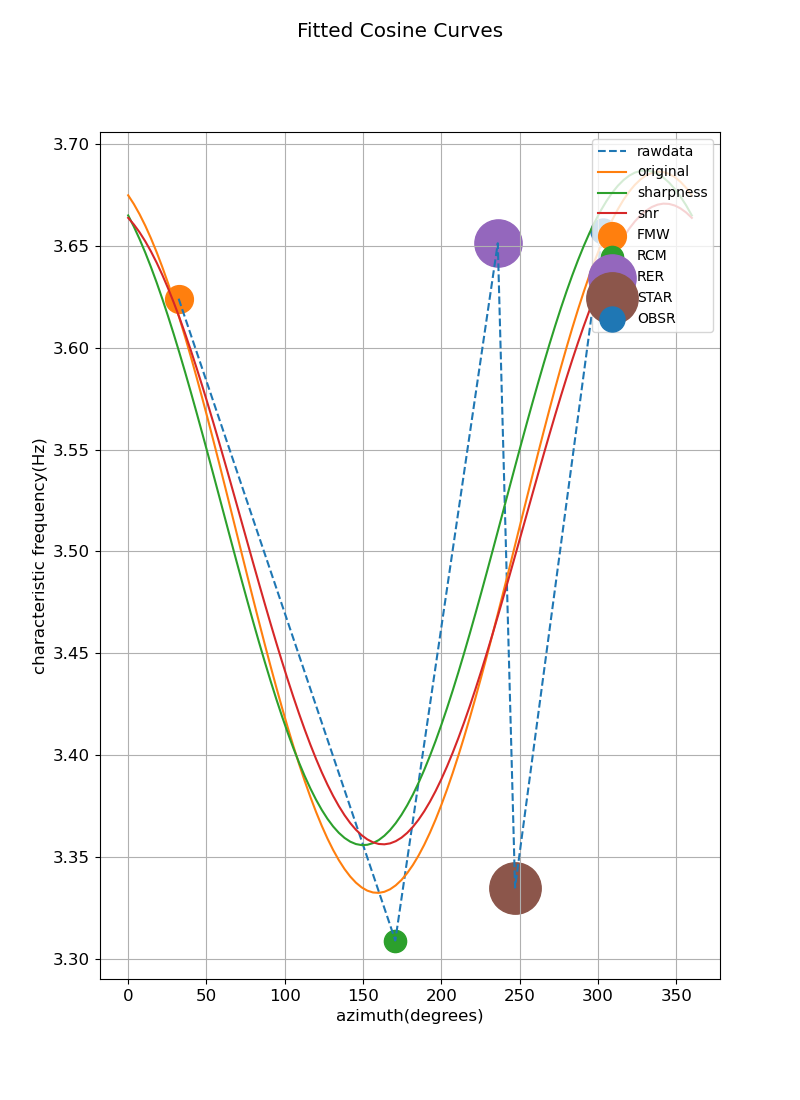 Fitted Cosine Curves
3.70
3.65
3.60
3.55
3.50
3.45
3.40
3.35
3.30
characteristic frequency(Hz)
rawdata
original
sharpness
snr
FMW
RCM
RER
STAR
OBSR
0 50 100 150 200 250 300 350
azimuth(degrees)